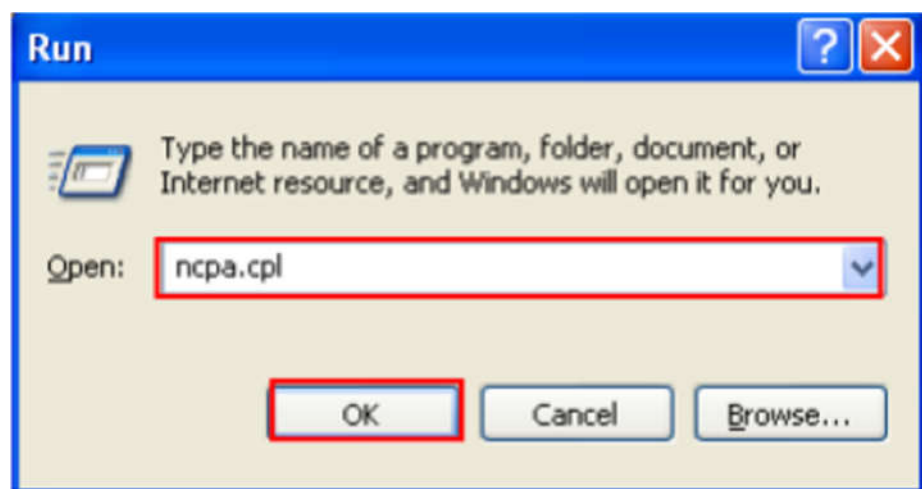 Run
Type the name of a program, folder, document, or
Internet resource, and Windows will open it for you.
Open: ncpa.cpl
OK Cancel Browse...